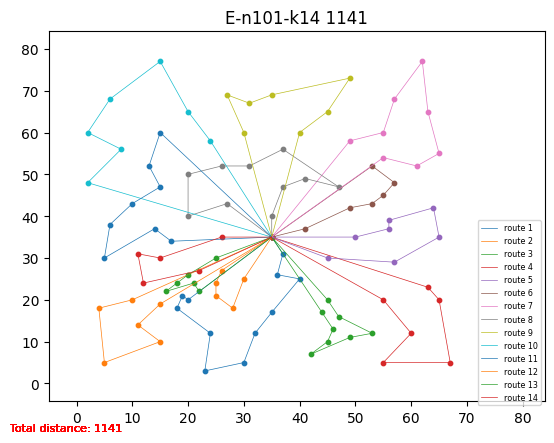 E-n101-k14 1141
80
70
60
50
40
30
20
10
0
route 1
route 2
route 3
route 4
route 5
route 6
route 7
route 8
route 9
route 10
route 11
route 12
route 13
route 14
0 10 20 30 40 50 60 70 80
Total distance: 1141